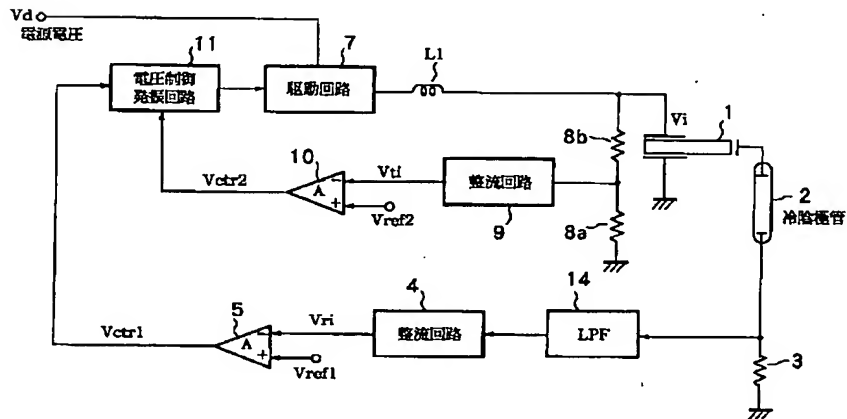 Vd
電源電圧
11
電圧制御
発振回路
7
駆動回路
L1
8b
Vi
1
10
A
-
+
Vctr2
Vti
Vref2
整流回路
9
8a
2
冷陰極管
5
A
-
+
Vctr1
Vri
Vref1
4
整流回路
14
LPF
3